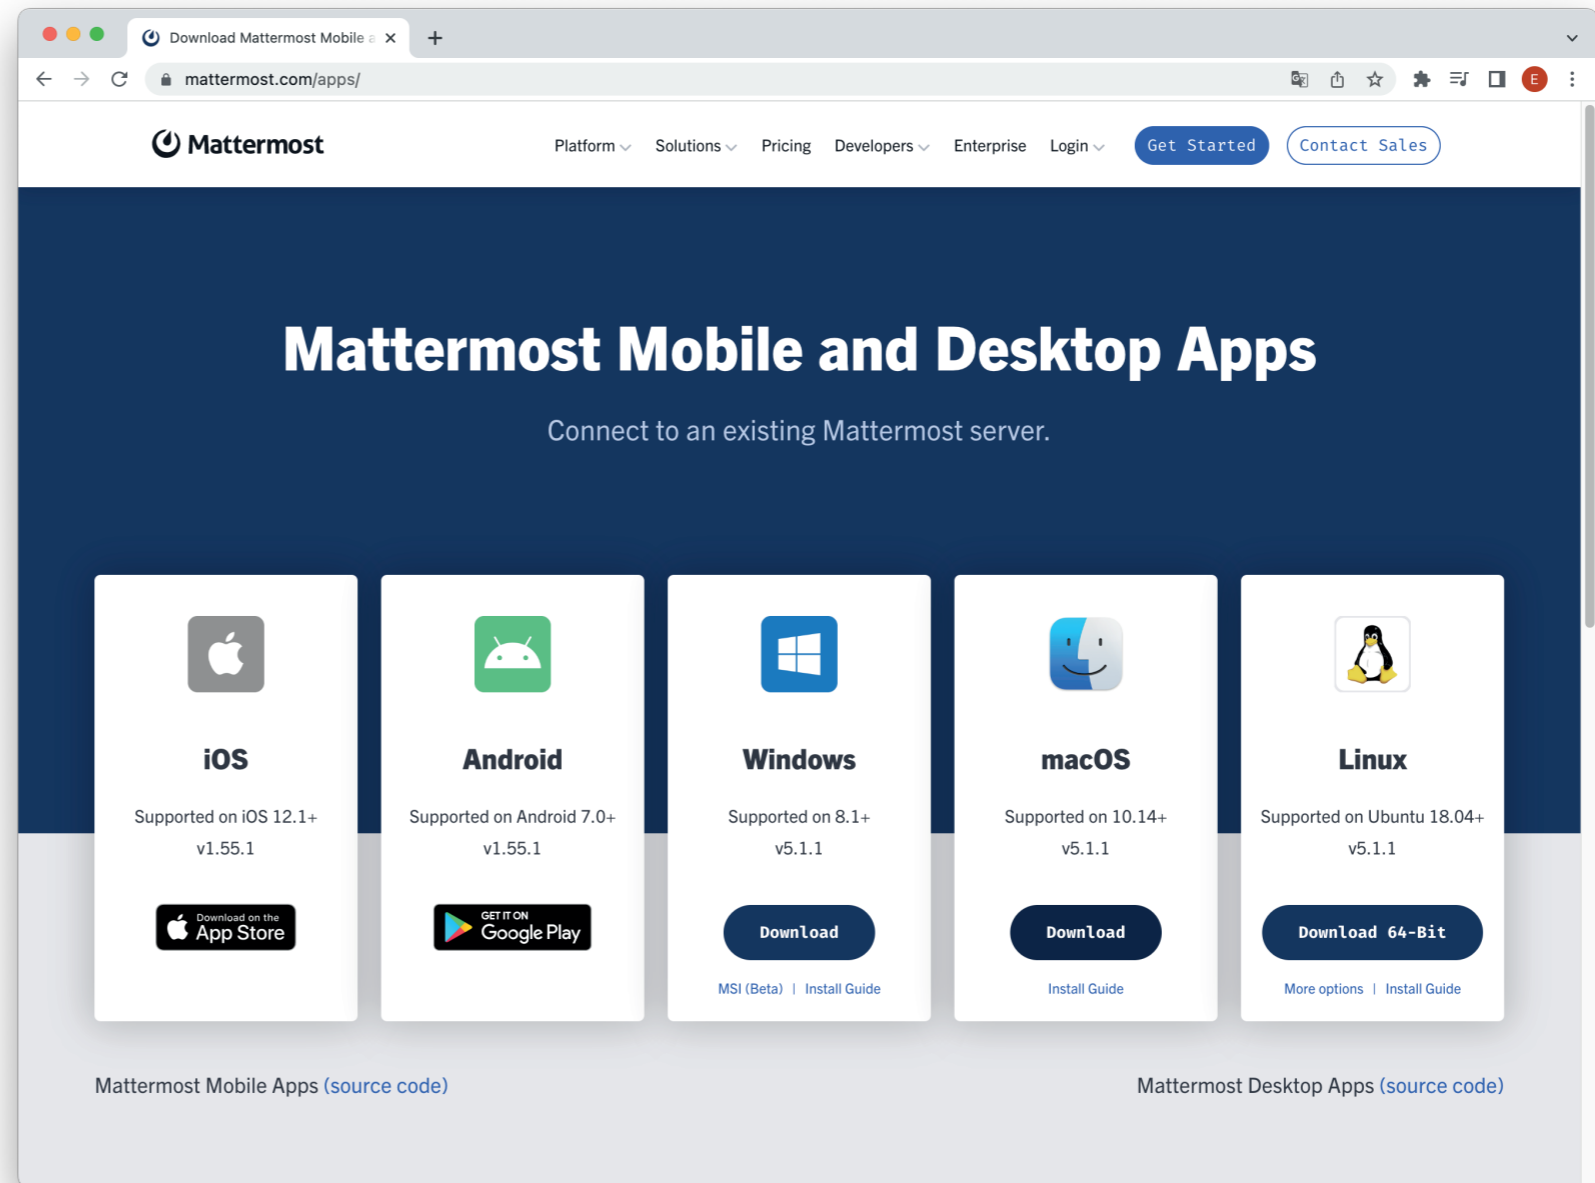 Download Mattermost Mobile a
mattermost.com/apps/
E
Mattermost
Platform Solutions Pricing Developers Enterprise Login Get Started Contact Sales
Mattermost Mobile and Desktop Apps
Connect to an existing Mattermost server.
iOS
Supported on iOS 12.1+
v1.55.1
Download on the
App Store
Android
Supported on Android 7.0+
v1.55.1
GET IT ON
Google Play
Windows
Supported on 8.1+
v5.1.1
Download
MSI (Beta) | Install Guide
macOS
Supported on 10.14+
v5.1.1
Download
Install Guide
Linux
Supported on Ubuntu 18.04+
v5.1.1
Download 64-Bit
More options | Install Guide
Mattermost Mobile Apps (source code)
Mattermost Desktop Apps (source code)